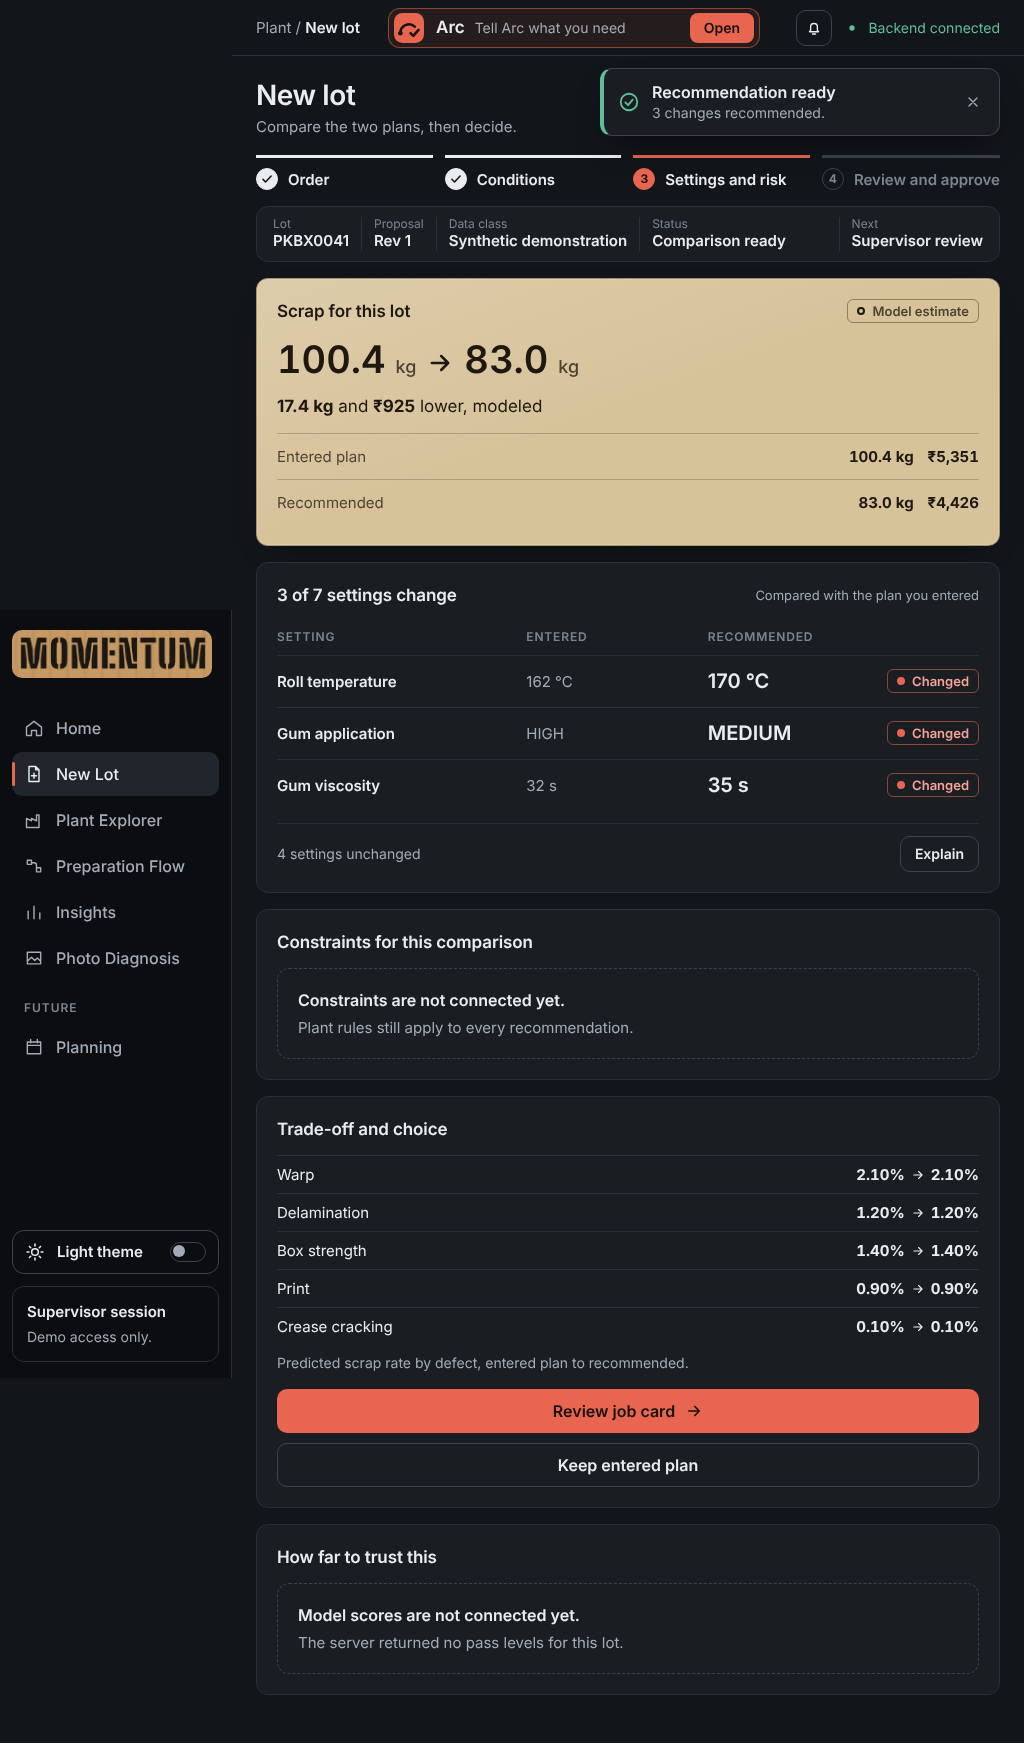 Plant / New lot
Arc Tell Arc what you need Open
Backend connected
New lot
Compare the two plans, then decide.
Recommendation ready
3 changes recommended.
Order
Conditions
3 Settings and risk
4 Review and approve
Lot
PKBX0041
Proposal
Rev 1
Data class
Synthetic demonstration
Status
Comparison ready
Next
Supervisor review
Scrap for this lot
Model estimate
100.4 kg → 83.0 kg
17.4 kg and ₹925 lower, modeled
Entered plan 100.4 kg ₹5,351
Recommended 83.0 kg ₹4,426
3 of 7 settings change
Compared with the plan you entered
SETTING ENTERED RECOMMENDED
Roll temperature 162 °C 170 °C Changed
Gum application HIGH MEDIUM Changed
Gum viscosity 32 s 35 s Changed
4 settings unchanged
Explain
Constraints for this comparison
Constraints are not connected yet.
Plant rules still apply to every recommendation.
Trade-off and choice
Warp 2.10% → 2.10%
Delamination 1.20% → 1.20%
Box strength 1.40% → 1.40%
Print 0.90% → 0.90%
Crease cracking 0.10% → 0.10%
Predicted scrap rate by defect, entered plan to recommended.
Review job card →
Keep entered plan
How far to trust this
Model scores are not connected yet.
The server returned no pass levels for this lot.
MOMENTUM
Home
New Lot
Plant Explorer
Preparation Flow
Insights
Photo Diagnosis
FUTURE
Planning
Light theme
Supervisor session
Demo access only.